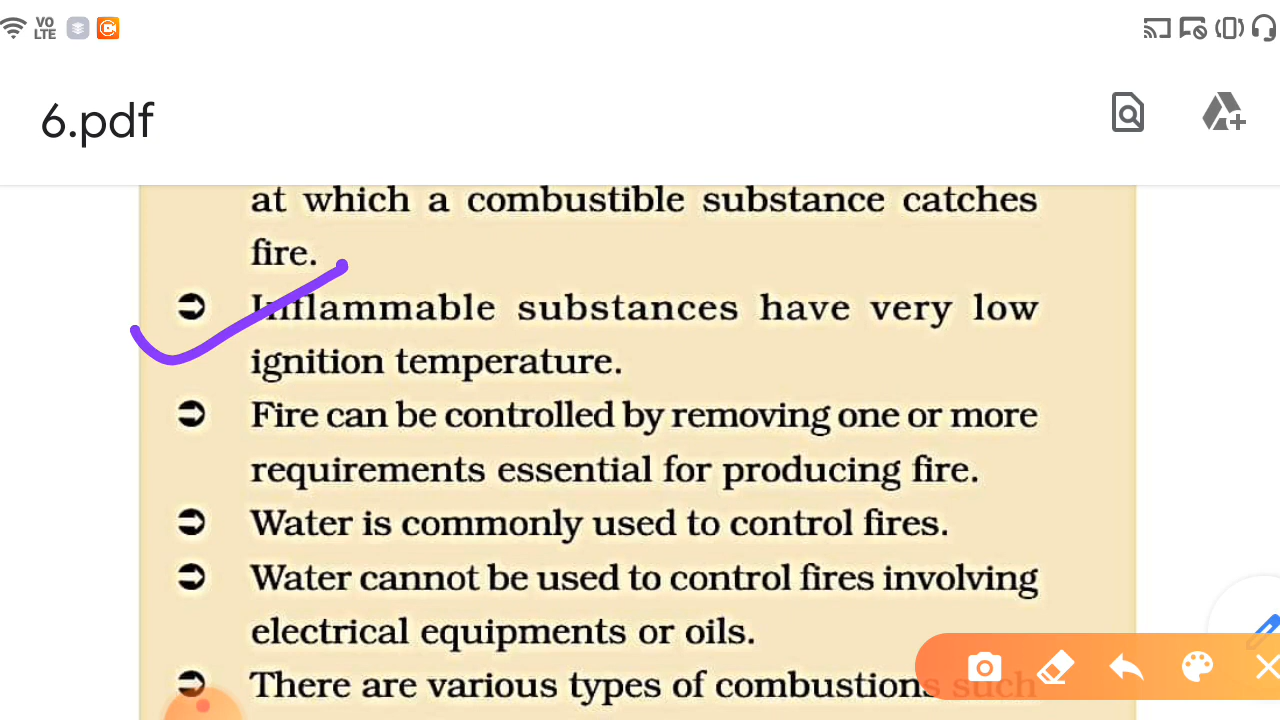 VO
LTE
6.pdf
at which a combustible substance catches
fire.
Inflammable substances have very low
ignition temperature.
Fire can be controlled by removing one or more
requirements essential for producing fire.
Water is commonly used to control fires.
Water cannot be used to control fires involving
electrical equipments or oils.
There are various types of combustions such